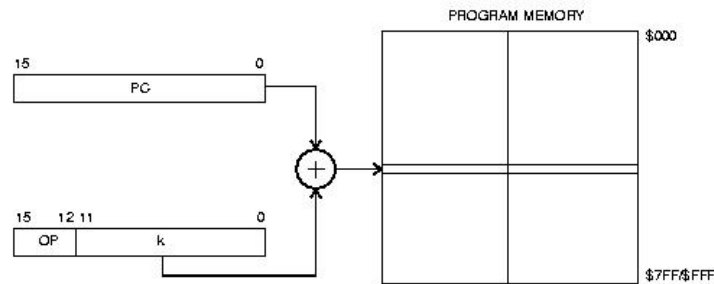 PROGRAM MEMORY
$000
15 0
PC
15 12 11 0
OP k
$7FF/$FFF